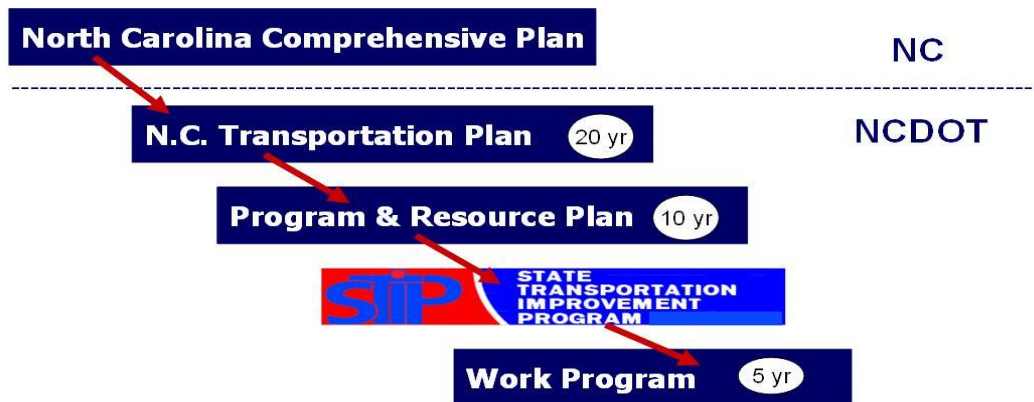 North Carolina Comprehensive Plan
NC
N.C. Transportation Plan 20 yr
NCDOT
Program & Resource Plan 10 yr
STIP
STATE
TRANSPORTATION
IMPROVEMENT
PROGRAM
Work Program 5 yr